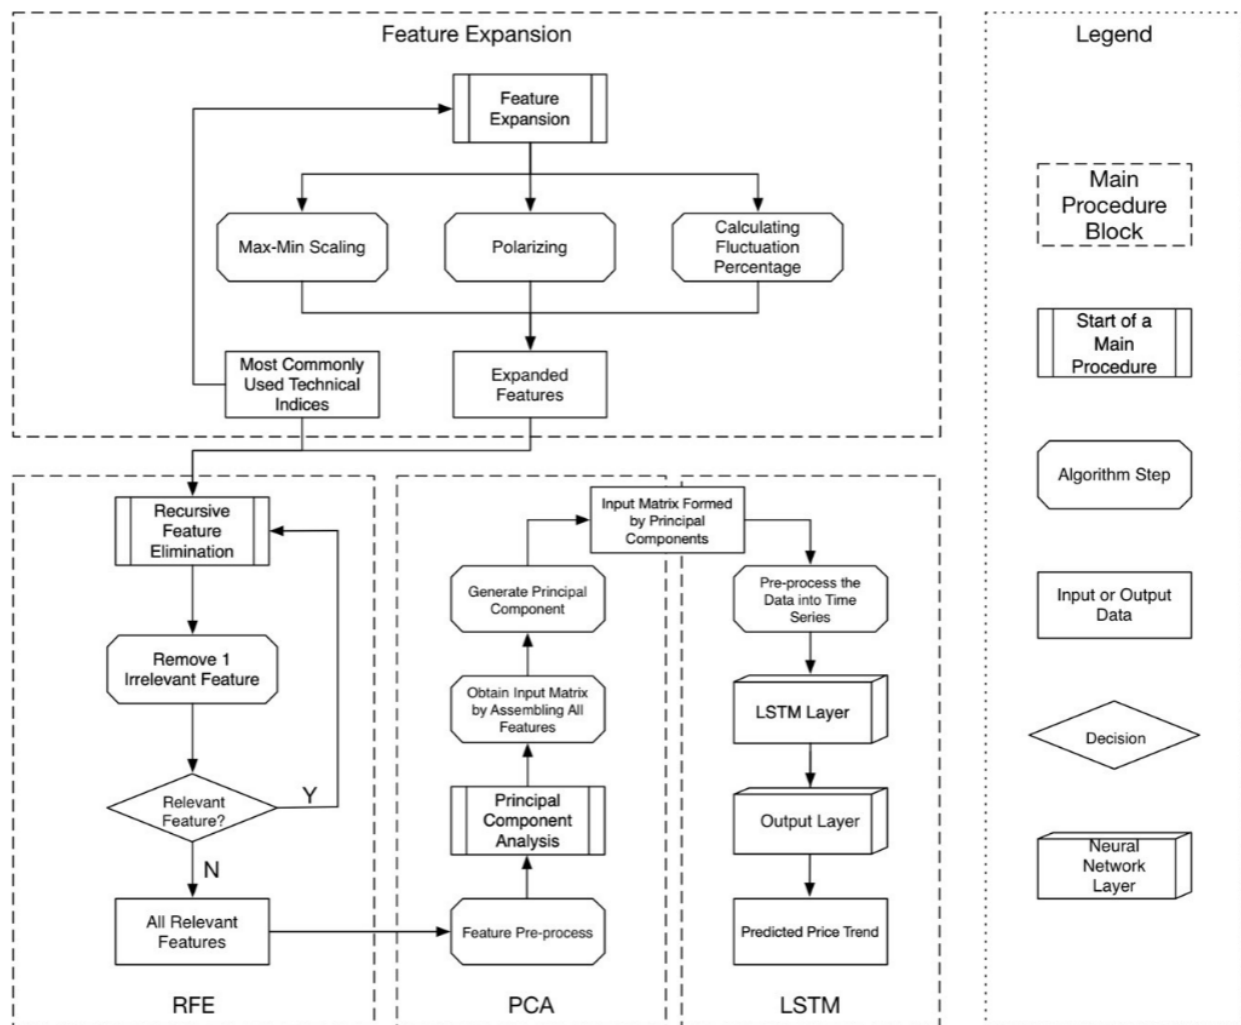 Feature Expansion
Feature
Expansion
Max-Min Scaling
Polarizing
Calculating
Fluctuation
Percentage
Most Commonly
Used Technical
Indices
Expanded
Features
Recursive
Feature
Elimination
Remove 1
Irrelevant Feature
Relevant
Feature?
Y
N
All Relevant
Features
RFE
Input Matrix Formed
by Principal
Components
Generate Principal
Component
Obtain Input Matrix
by Assembling All
Features
Principal
Component
Analysis
Feature Pre-process
PCA
Pre-process the
Data into Time
Series
LSTM Layer
Output Layer
Predicted Price Trend
LSTM
Legend
Main
Procedure
Block
Start of a
Main
Procedure
Algorithm Step
Input or Output
Data
Decision
Neural
Network
Layer